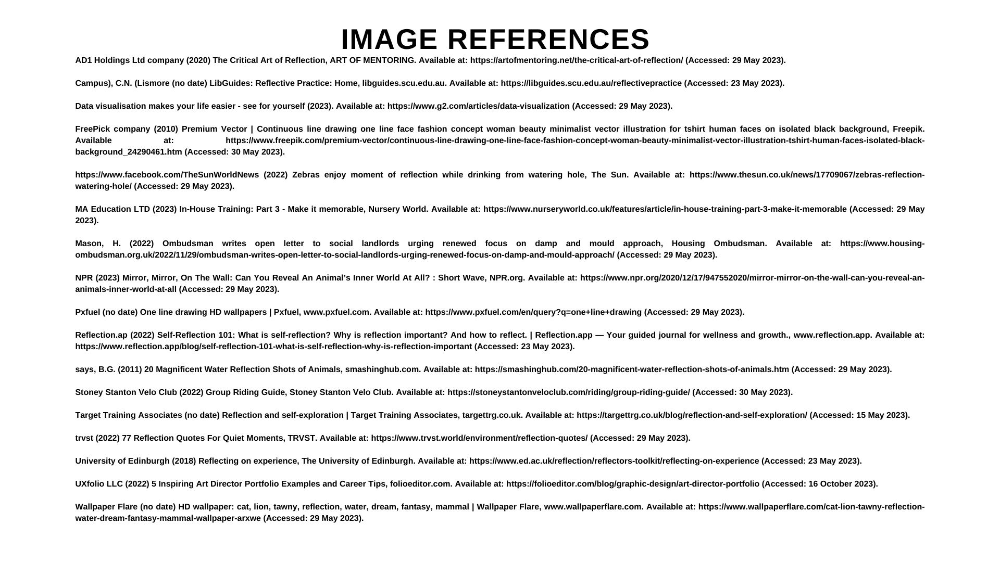 IMAGE REFERENCES
AD1 Holdings Ltd company (2020) The Critical Art of Reflection, ART OF MENTORING. Available at: https://artofmentoring.net/the-critical-art-of-reflection/ (Accessed: 29 May 2023).
Campus), C.N. (Lismore (no date) LibGuides: Reflective Practice: Home, libguides.scu.edu.au. Available at: https://libguides.scu.edu.au/reflectivepractice (Accessed: 23 May 2023).
Data visualisation makes your life easier - see for yourself (2023). Available at: https://www.g2.com/articles/data-visualization (Accessed: 29 May 2023).
FreePick company (2010) Premium Vector | Continuous line drawing one line face fashion concept woman beauty minimalist vector illustration for tshirt human faces on isolated black background, Freepik.
Available at: https://www.freepik.com/premium-vector/continuous-line-drawing-one-line-face-fashion-concept-woman-beauty-minimalist-vector-illustration-tshirt-human-faces-isolated-black-
background_24290461.htm (Accessed: 30 May 2023).
https://www.facebook.com/TheSunWorldNews (2022) Zebras enjoy moment of reflection while drinking from watering hole, The Sun. Available at: https://www.thesun.co.uk/news/17709067/zebras-reflection-
watering-hole/ (Accessed: 29 May 2023).
MA Education LTD (2023) In-House Training: Part 3 - Make it memorable, Nursery World. Available at: https://www.nurseryworld.co.uk/features/article/in-house-training-part-3-make-it-memorable (Accessed: 29 May
2023).
Mason, H. (2022) Ombudsman writes open letter to social landlords urging renewed focus on damp and mould approach, Housing Ombudsman. Available at: https://www.housing-
ombudsman.org.uk/2022/11/29/ombudsman-writes-open-letter-to-social-landlords-urging-renewed-focus-on-damp-and-mould-approach/ (Accessed: 29 May 2023).
NPR (2023) Mirror, Mirror, On The Wall: Can You Reveal An Animal’s Inner World At All? : Short Wave, NPR.org. Available at: https://www.npr.org/2020/12/17/947552020/mirror-mirror-on-the-wall-can-you-reveal-an-
animals-inner-world-at-all (Accessed: 29 May 2023).
Pxfuel (no date) One line drawing HD wallpapers | Pxfuel, www.pxfuel.com. Available at: https://www.pxfuel.com/en/query?q=one+line+drawing (Accessed: 29 May 2023).
Reflection.ap (2022) Self-Reflection 101: What is self-reflection? Why is reflection important? And how to reflect. | Reflection.app — Your guided journal for wellness and growth., www.reflection.app. Available at:
https://www.reflection.app/blog/self-reflection-101-what-is-self-reflection-why-is-reflection-important (Accessed: 23 May 2023).
says, B.G. (2011) 20 Magnificent Water Reflection Shots of Animals, smashinghub.com. Available at: https://smashinghub.com/20-magnificent-water-reflection-shots-of-animals.htm (Accessed: 29 May 2023).
Stoney Stanton Velo Club (2022) Group Riding Guide, Stoney Stanton Velo Club. Available at: https://stoneystantonveloclub.com/riding/group-riding-guide/ (Accessed: 30 May 2023).
Target Training Associates (no date) Reflection and self-exploration | Target Training Associates, targettrg.co.uk. Available at: https://targettrg.co.uk/blog/reflection-and-self-exploration/ (Accessed: 15 May 2023).
trvst (2022) 77 Reflection Quotes For Quiet Moments, TRVST. Available at: https://www.trvst.world/environment/reflection-quotes/ (Accessed: 29 May 2023).
University of Edinburgh (2018) Reflecting on experience, The University of Edinburgh. Available at: https://www.ed.ac.uk/reflection/reflectors-toolkit/reflecting-on-experience (Accessed: 23 May 2023).
UXfolio LLC (2022) 5 Inspiring Art Director Portfolio Examples and Career Tips, folioeditor.com. Available at: https://folioeditor.com/blog/graphic-design/art-director-portfolio (Accessed: 16 October 2023).
Wallpaper Flare (no date) HD wallpaper: cat, lion, tawny, reflection, water, dream, fantasy, mammal | Wallpaper Flare, www.wallpaperflare.com. Available at: https://www.wallpaperflare.com/cat-lion-tawny-reflection-
water-dream-fantasy-mammal-wallpaper-arxwe (Accessed: 29 May 2023).